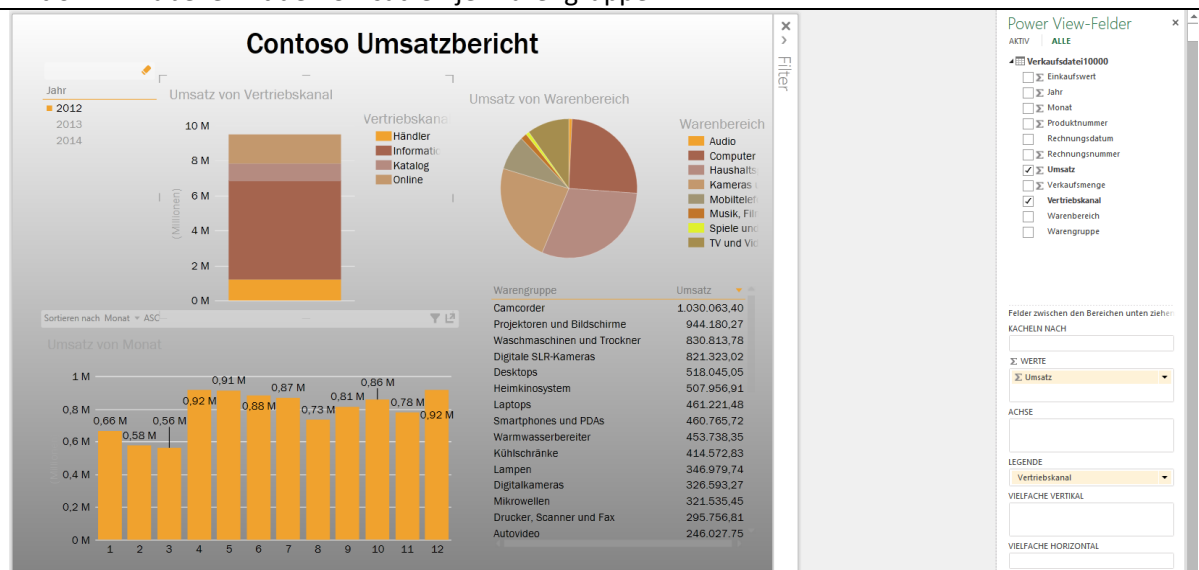 Contoso Umsatzbericht
Filter
Jahr
2012
2013
2014
Umsatz von Vertriebskanal
10 M
8 M
6 M
4 M
2 M
0 M
(Millionen)
Vertriebskana
Händler
Informatic
Katalog
Online
Umsatz von Warenbereich
Warenbereich
Audio
Computer
Haushalts
Kameras
Mobiltelef
Musik, Fil
Spiele und
TV und Vid
Sortieren nach Monat ASC
Umsatz von Monat
1 M
0,8 M
0,6 M
0,4 M
0,2 M
0 M
0,66 M
0,58 M
0,56 M
0,92 M
0,91 M
0,88 M
0,87 M
0,73 M
0,81 M
0,86 M
0,78 M
0,92 M
1 2 3 4 5 6 7 8 9 10 11 12
Warengruppe Umsatz
Camcorder 1.030.063,40
Projektoren und Bildschirme 944.180,27
Waschmaschinen und Trockner 830.813,78
Digitale SLR-Kameras 821.323,02
Desktops 518.045,05
Heimkinosystem 507.956,91
Laptops 461.221,48
Smartphones und PDAs 460.765,72
Warmwasserbereiter 453.738,35
Kühlschränke 414.572,83
Lampen 346.979,74
Digitalkameras 326.593,27
Mikrowellen 321.535,45
Drucker, Scanner und Fax 295.756,81
Autovideo 246.027,75
Power View-Felder
AKTIV ALLE
Verkaufsdatei10000
Σ Einkaufswert
Σ Jahr
Σ Monat
Σ Produktnummer
Rechnungsdatum
Σ Rechnungsnummer
Σ Umsatz
Σ Verkaufsmenge
Vertriebskanal
Warenbereich
Warengruppe
Felder zwischen den Bereichen unten ziehen
KACHELN NACH
Σ WERTE
Σ Umsatz
ACHSE
LEGENDE
Vertriebskanal
VIELFACHE VERTIKAL
VIELFACHE HORIZONTAL